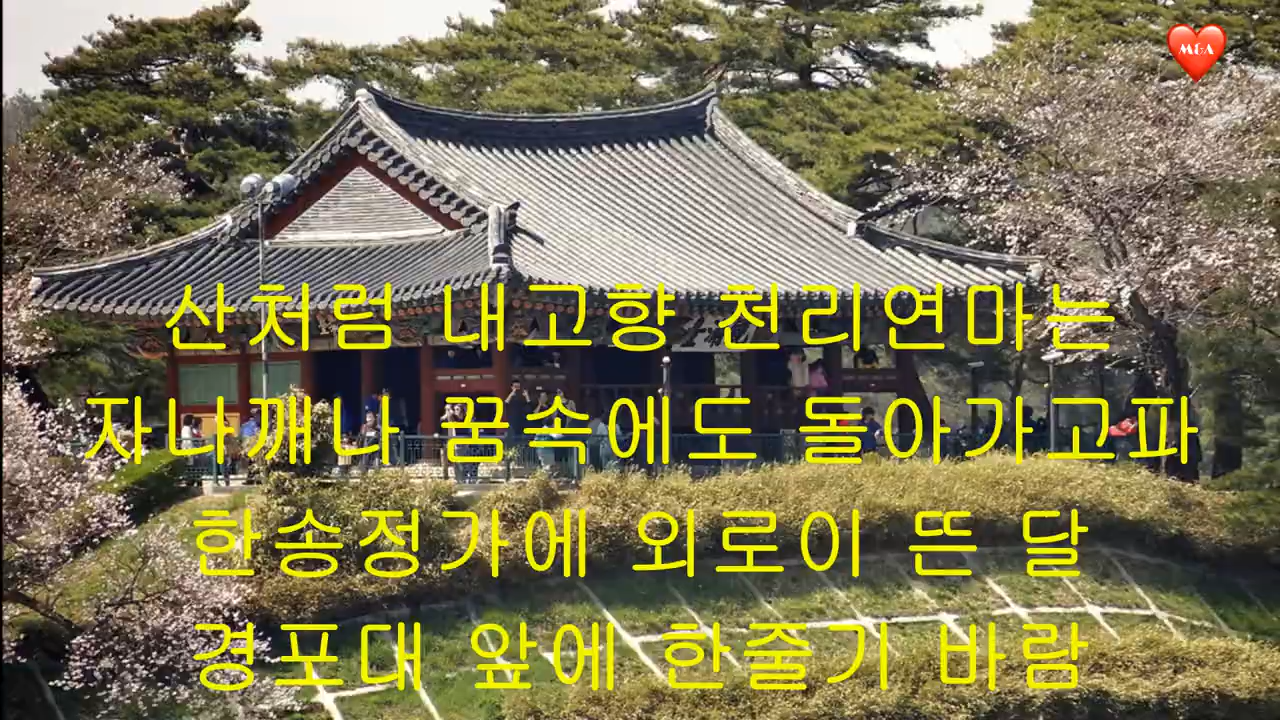 M&A
산처럼 내고향 천리연마는
자나깨나 꿈속에도 돌아가고파
한송정가에 외로이 뜬 달
경포대 앞에 한줄기 바람